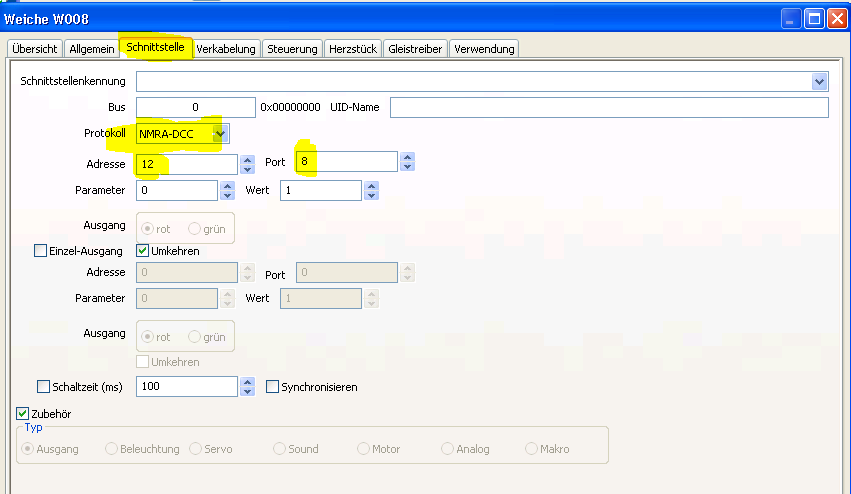 Weiche W008
Übersicht Allgemein Schnittstelle Verkabelung Steuerung Herzstück Gleistreiber Verwendung
Schnittstellenkennung
Bus 0 0x00000000 UID-Name
Protokoll NMRA-DCC
Adresse 12 Port 8
Parameter 0 Wert 1
Ausgang rot grün
Einzel-Ausgang Umkehren
Adresse 0 Port 0
Parameter 0 Wert 1
Ausgang rot grün
Umkehren
Schaltzeit (ms) 100 Synchronisieren
Zubehör
Typ
Ausgang Beleuchtung Servo Sound Motor Analog Makro